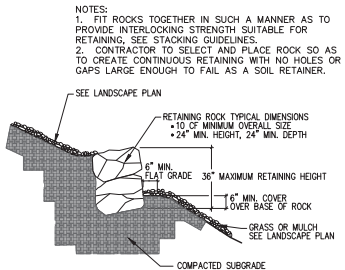 NOTES:
1. FIT ROCKS TOGETHER IN SUCH A MANNER AS TO
PROVIDE INTERLOCKING STRENGTH SUITABLE FOR
RETAINING, SEE STACKING GUIDELINES.
2. CONTRACTOR TO SELECT AND PLACE ROCK SO AS
TO CREATE CONTINUOUS RETAINING WITH NO HOLES OR
GAPS LARGE ENOUGH TO FAIL AS A SOIL RETAINER.
SEE LANDSCAPE PLAN
RETAINING ROCK TYPICAL DIMENSIONS
• 10 CF MINIMUM OVERALL SIZE
• 24" MIN. HEIGHT, 24" MIN. DEPTH
6" MIN.
FLAT GRADE
36" MAXIMUM RETAINING HEIGHT
6" MIN. COVER
OVER BASE OF ROCK
GRASS OR MULCH
SEE LANDSCAPE PLAN
COMPACTED SUBGRADE